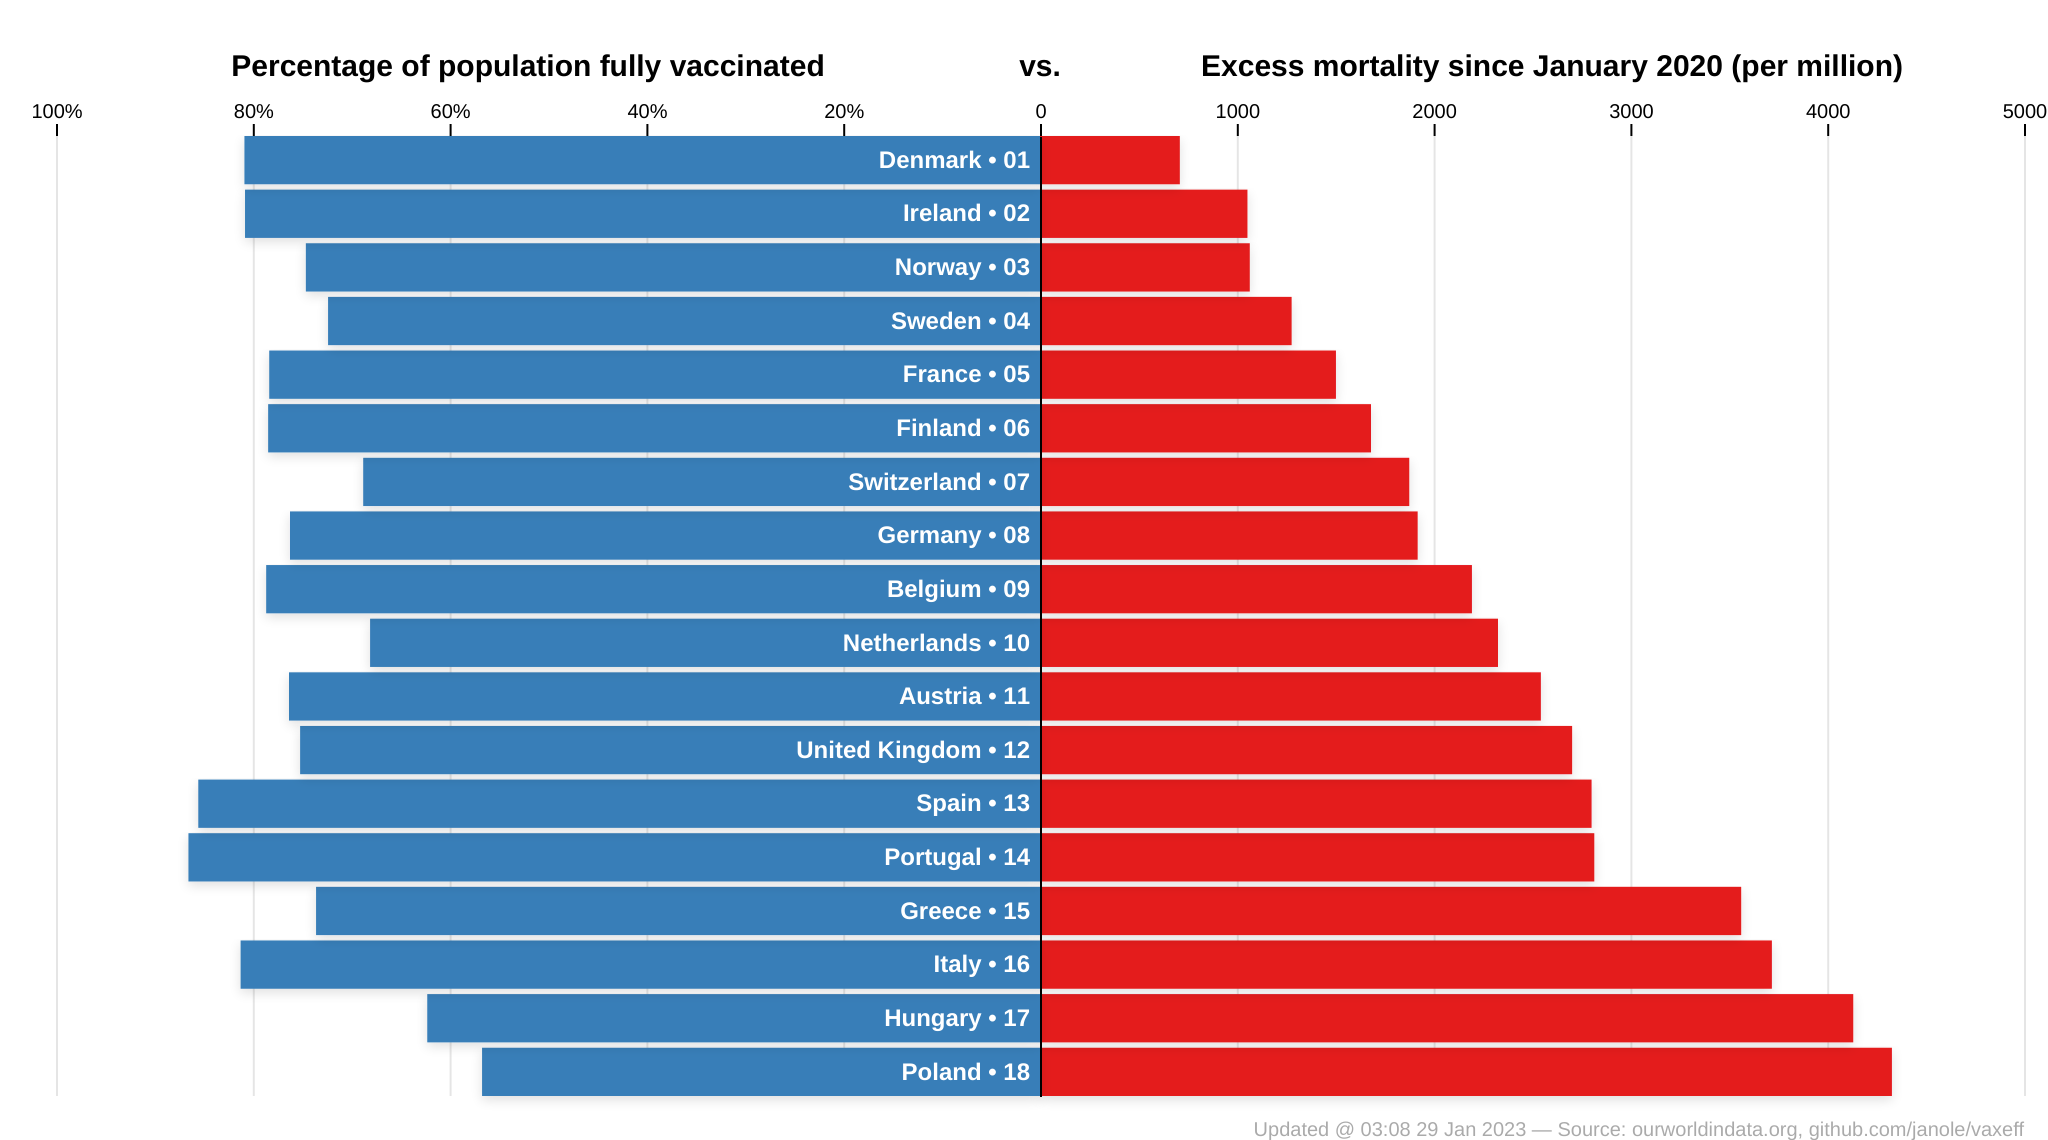 Percentage of population fully vaccinated vs. Excess mortality since January 2020 (per million)
100% 80% 60% 40% 20% 0 1000 2000 3000 4000 5000
Denmark • 01
Ireland • 02
Norway • 03
Sweden • 04
France • 05
Finland • 06
Switzerland • 07
Germany • 08
Belgium • 09
Netherlands • 10
Austria • 11
United Kingdom • 12
Spain • 13
Portugal • 14
Greece • 15
Italy • 16
Hungary • 17
Poland • 18
Updated @ 03:08 29 Jan 2023 — Source: ourworldindata.org, github.com/janole/vaxeff